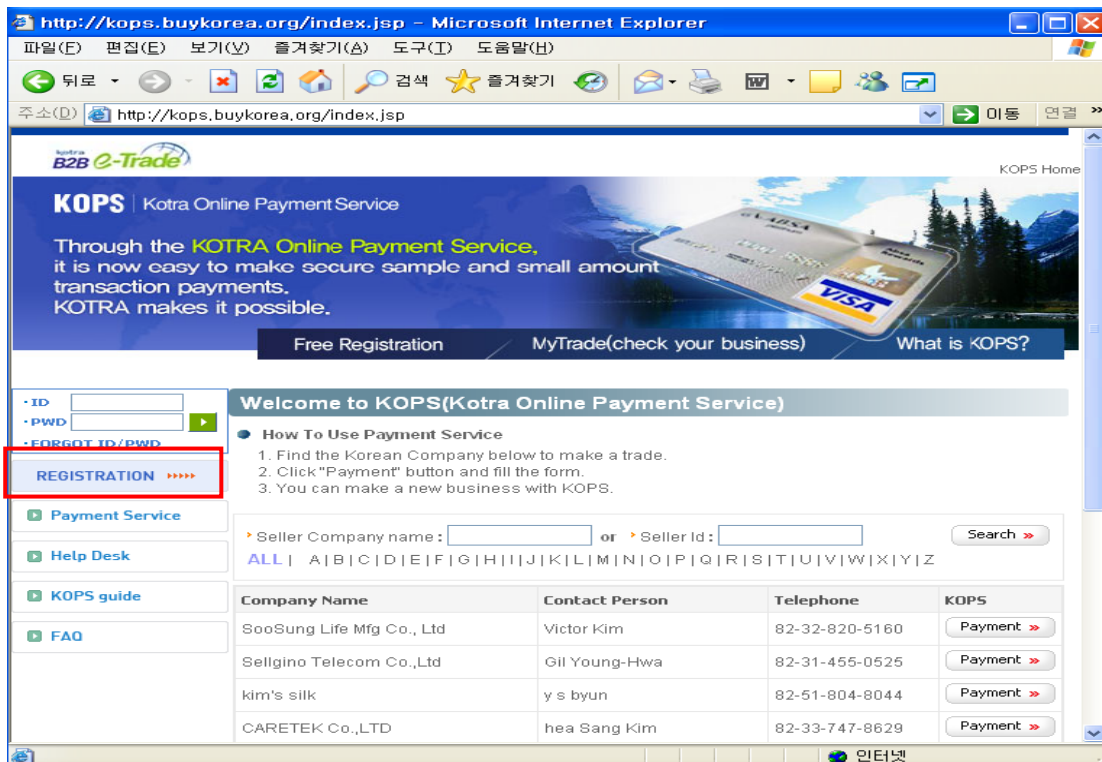 http://kops.buykorea.org/index.jsp - Microsoft Internet Explorer
파일(F) 편집(E) 보기(V) 즐겨찾기(A) 도구(T) 도움말(H)
뒤로 검색 즐겨찾기
주소(D) http://kops.buykorea.org/index.jsp 이동 연결 »
kotra
B2B e-Trade
KOPS Home
KOPS | Kotra Online Payment Service
Through the KOTRA Online Payment Service,
it is now easy to make secure sample and small amount
transaction payments.
KOTRA makes it possible.
ABSA
VISA
Free Registration MyTrade(check your business) What is KOPS?
·ID
·PWD
·FORGOT ID/PWD
REGISTRATION
Payment Service
Help Desk
KOPS guide
FAQ
Welcome to KOPS(Kotra Online Payment Service)
How To Use Payment Service
1. Find the Korean Company below to make a trade.
2. Click "Payment" button and fill the form.
3. You can make a new business with KOPS.
Seller Company name : or Seller Id : Search »
ALL | A|B|C|D|E|F|G|H|I|J|K|L|M|N|O|P|Q|R|S|T|U|V|W|X|Y|Z
Company Name Contact Person Telephone KOPS
SooSung Life Mfg Co., Ltd Victor Kim 82-32-820-5160 Payment »
Sellgino Telecom Co.,Ltd Gil Young-Hwa 82-31-455-0525 Payment »
kim's silk y s byun 82-51-804-8044 Payment »
CARETEK Co.,LTD hea Sang Kim 82-33-747-8629 Payment »
인터넷